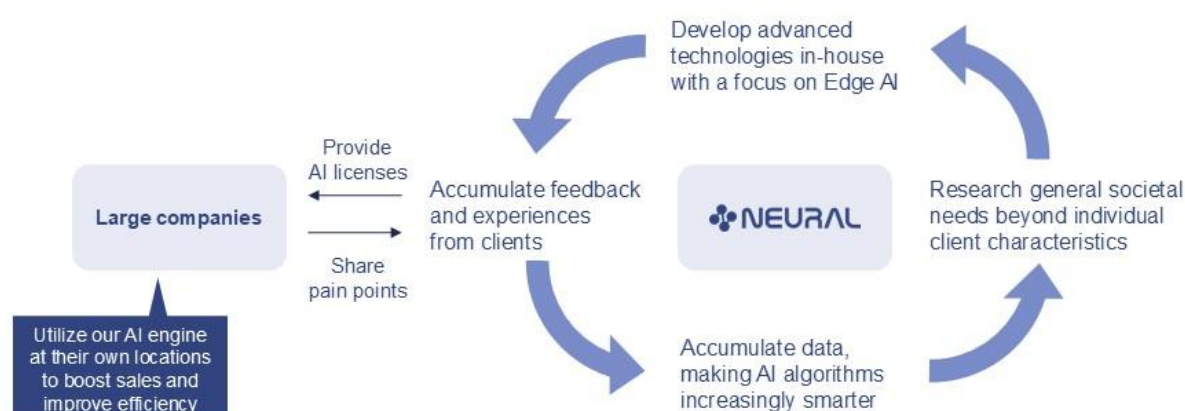 Develop advanced
technologies in-house
with a focus on Edge AI
Provide
AI licenses
Large companies
Accumulate feedback
and experiences
from clients
NEURAL
Research general societal
needs beyond individual
client characteristics
Share
pain points
Utilize our AI engine
at their own locations
to boost sales and
improve efficiency
Accumulate data,
making AI algorithms
increasingly smarter